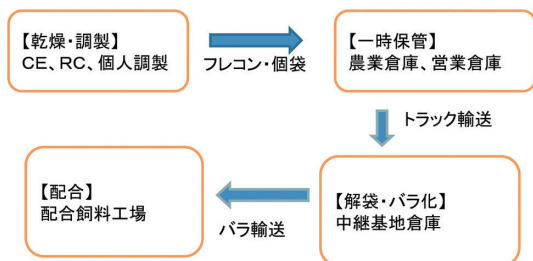 【乾燥・調製】
CE、RC、個人調製
フレコン・個袋
【一時保管】
農業倉庫、営業倉庫
トラック輸送
【解袋・バラ化】
中継基地倉庫
バラ輸送
【配合】
配合飼料工場